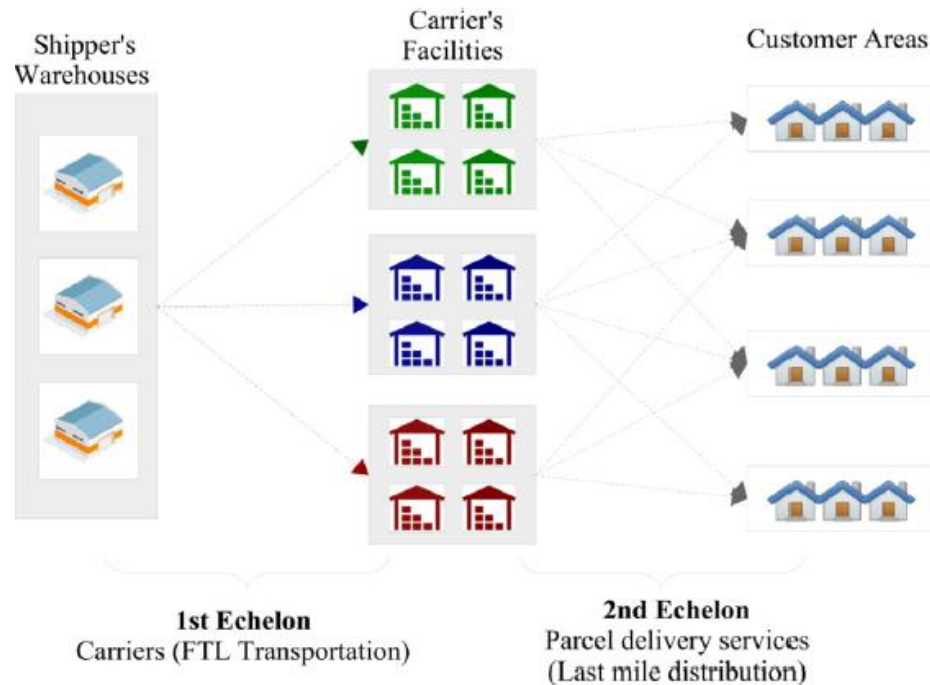 Shipper's
Warehouses
Carrier's
Facilities
Customer Areas
1st Echelon
Carriers (FTL Transportation)
2nd Echelon
Parcel delivery services
(Last mile distribution)